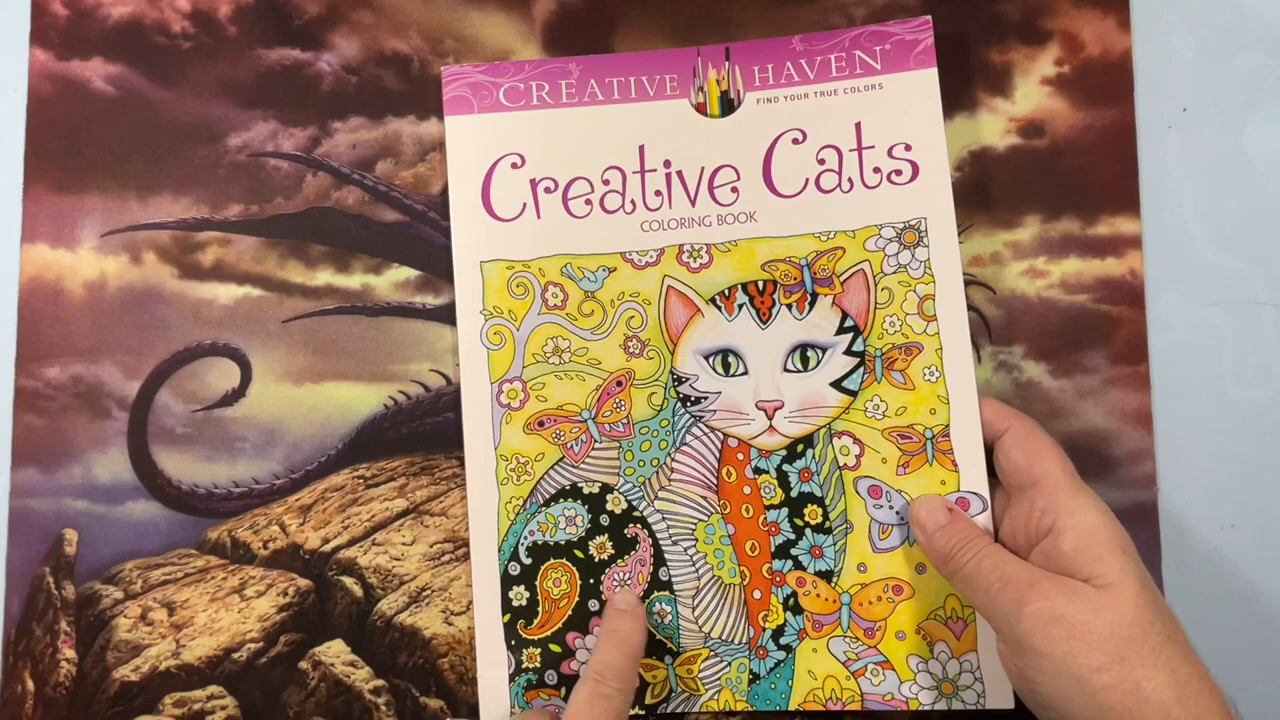 CREATIVE HAVEN®
FIND YOUR TRUE COLORS
Creative Cats
COLORING BOOK